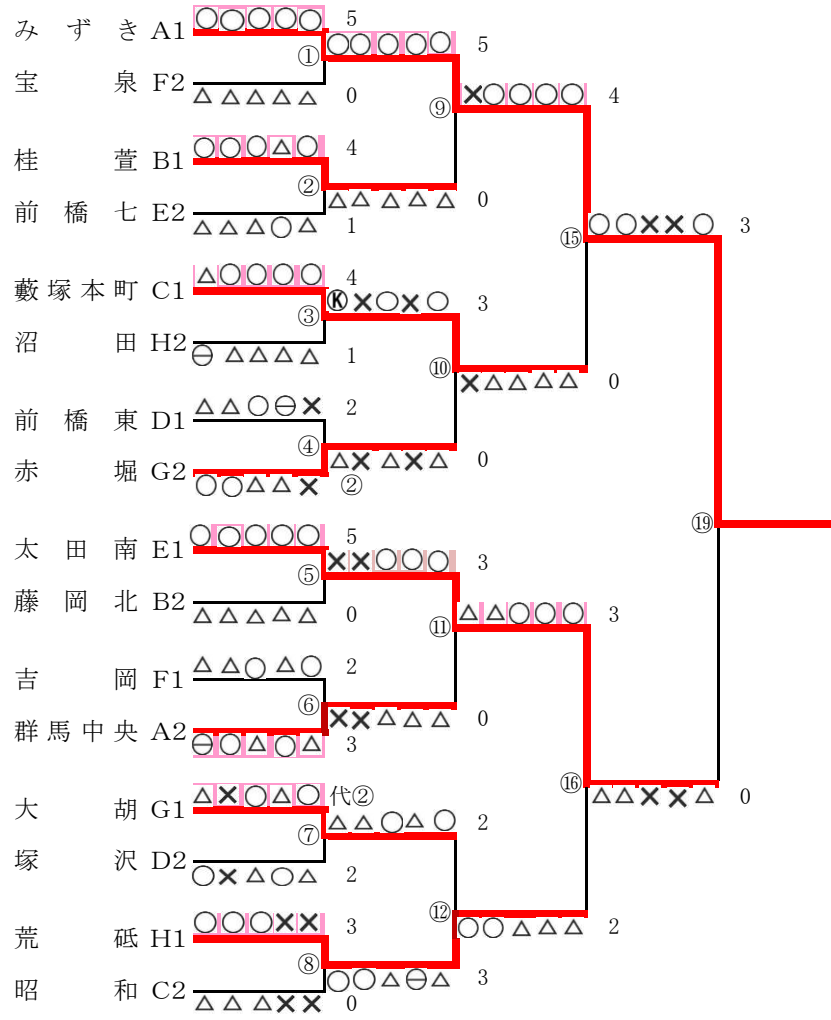 みずき A1 ○○○○○ 5
①
宝泉 F2 △△△△△ 0
○○○○○ 5
⑨
桂萱 B1 ○○○△○ 4
②
前橋七 E2 △△△○△ 1
△△△△△ 0
×○○○○ 4
⑮
藪塚本町 C1 △○○○○ 4
③
沼田 H2 ⊖△△△△ 1
Ⓚ×○×○ 3
⑩
前橋東 D1 △△○⊖× 2
④
赤堀 G2 ○○△△× ②
△×△×△ 0
×△△△△ 0
○○××○ 3
⑲
太田南 E1 ○○○○○ 5
⑤
藤岡北 B2 △△△△△ 0
××○○○ 3
⑪
吉岡 F1 △△○△○ 2
⑥
群馬中央 A2 ⊖○△○△ 3
××△△△ 0
△△○○○ 3
⑯
大胡 G1 △×○△○ 代②
⑦
塚沢 D2 ○×△○△ 2
△△○△○ 2
⑫
荒砥 H1 ○○○×× 3
⑧
昭和 C2 △△△×× 0
○○△⊖△ 3
○○△△△ 2
△△××△ 0